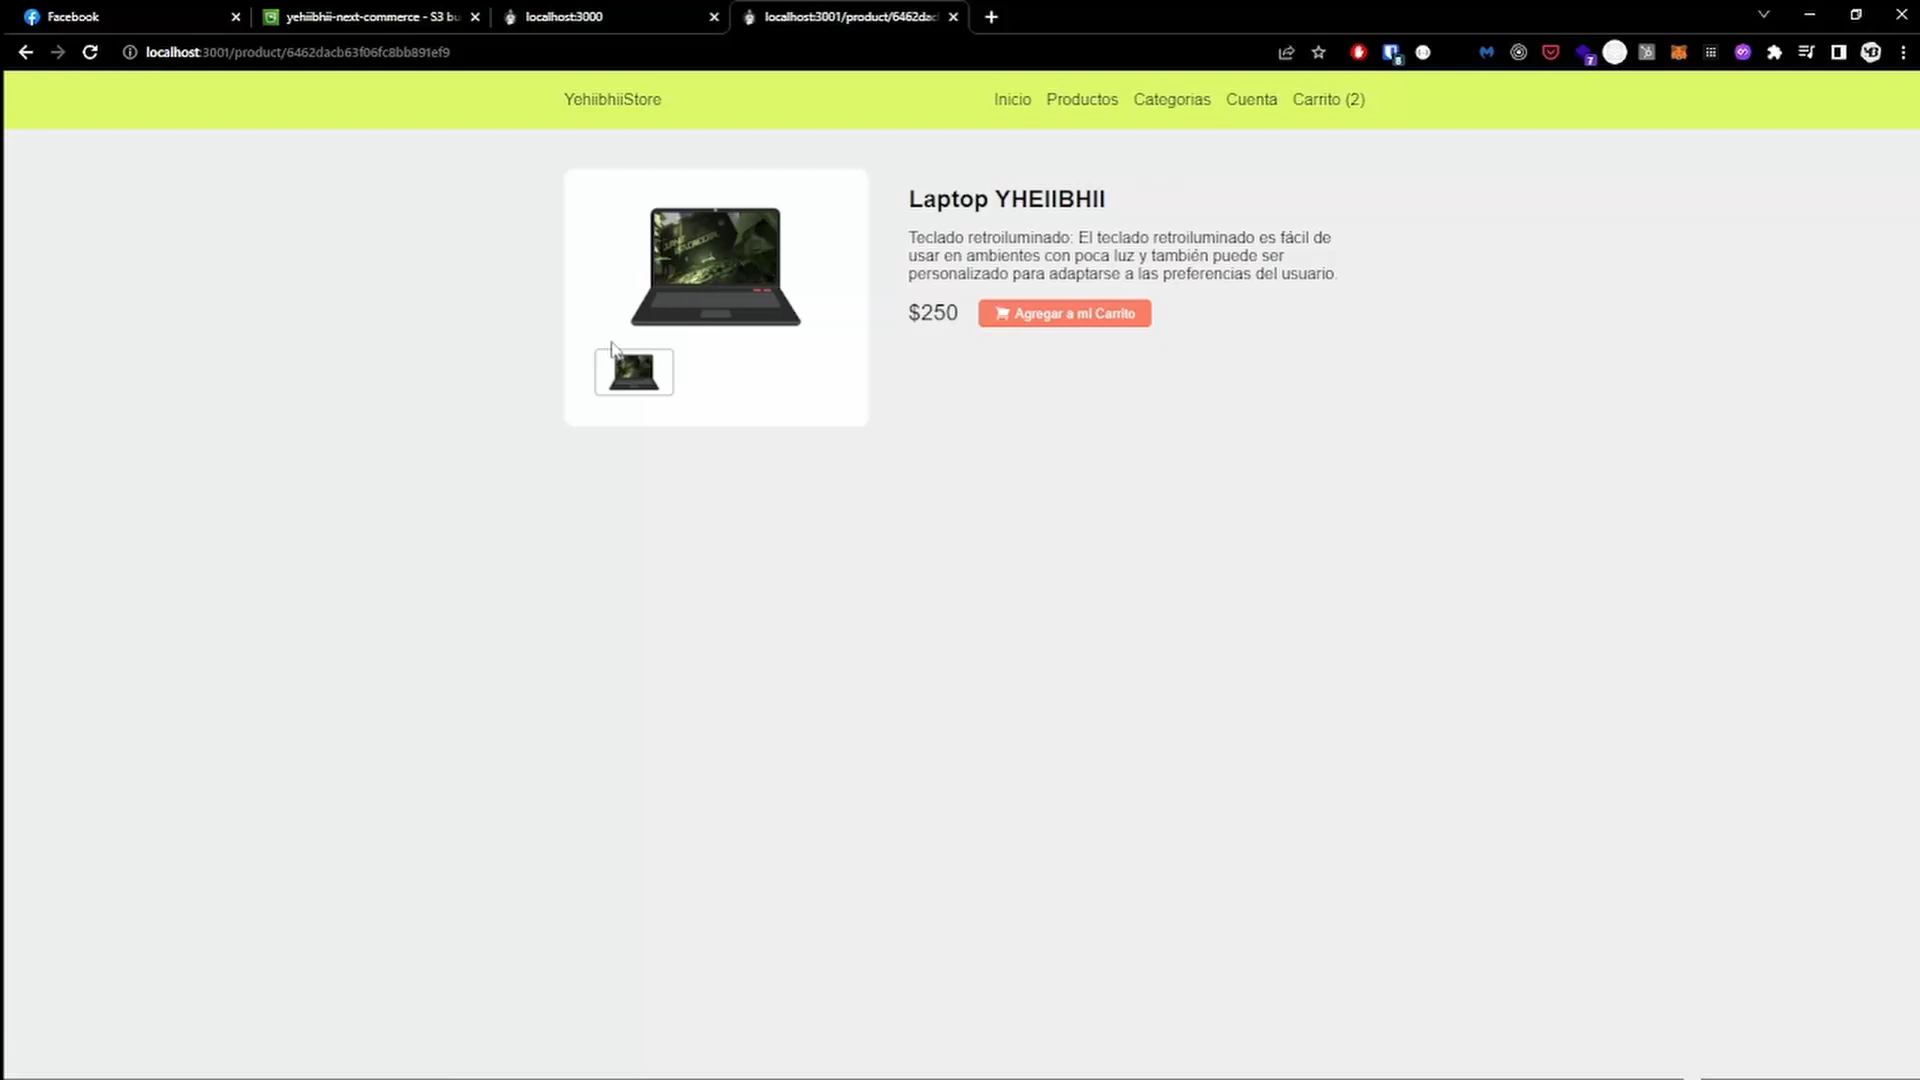 Facebook
yehiibhii-next-commerce - S3 bu
localhost:3000
localhost:3001/product/6462dac
localhost:3001/product/6462dacb63f06fc8bb891ef9
8
7
YehiibhiiStore
Inicio Productos Categorias Cuenta Carrito (2)
Laptop YHEIIBHII
Teclado retroiluminado: El teclado retroiluminado es fácil de
usar en ambientes con poca luz y también puede ser
personalizado para adaptarse a las preferencias del usuario.
$250
Agregar a mi Carrito